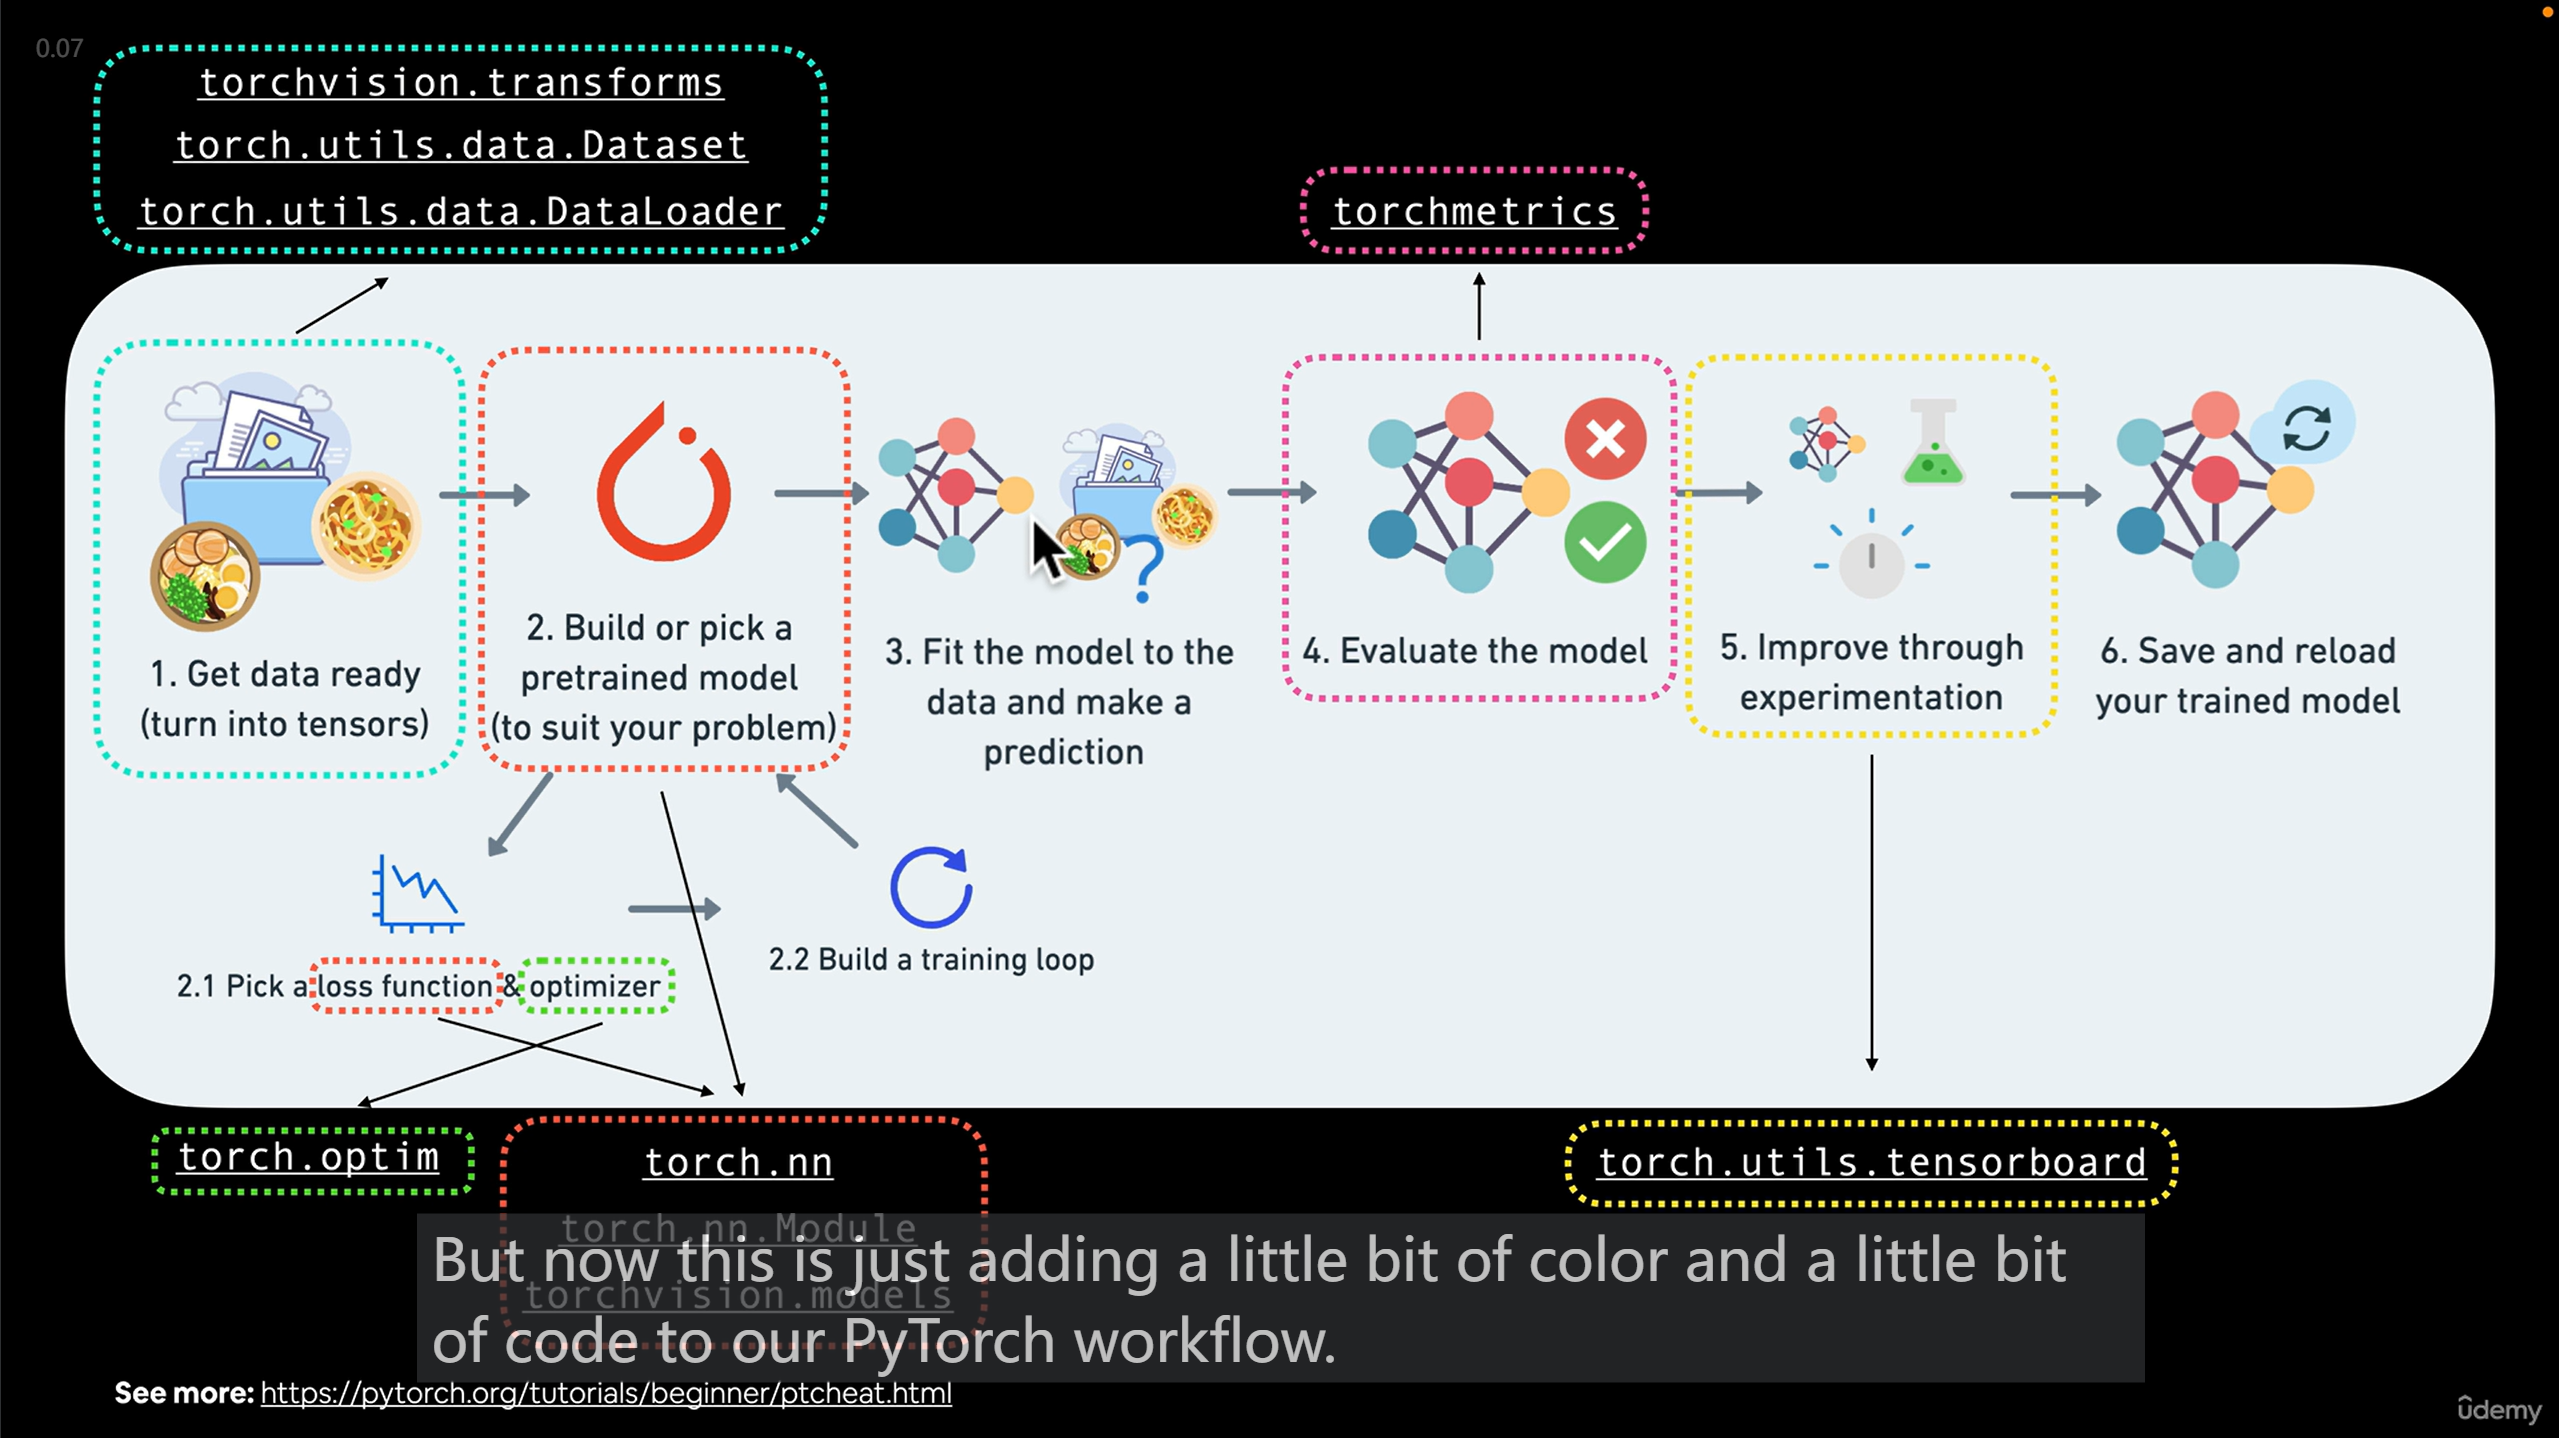 0.07
torchvision.transforms
torch.utils.data.Dataset
torch.utils.data.DataLoader
torchmetrics
1. Get data ready
(turn into tensors)
2. Build or pick a
pretrained model
(to suit your problem)
3. Fit the model to the
data and make a
prediction
4. Evaluate the model
5. Improve through
experimentation
6. Save and reload
your trained model
2.1 Pick a loss function & optimizer
2.2 Build a training loop
torch.optim
torch.nn
torch.nn.Module
torchvision.models
torch.utils.tensorboard
But now this is just adding a little bit of color and a little bit
of code to our PyTorch workflow.
See more: https://pytorch.org/tutorials/beginner/ptcheat.html
ûdemy